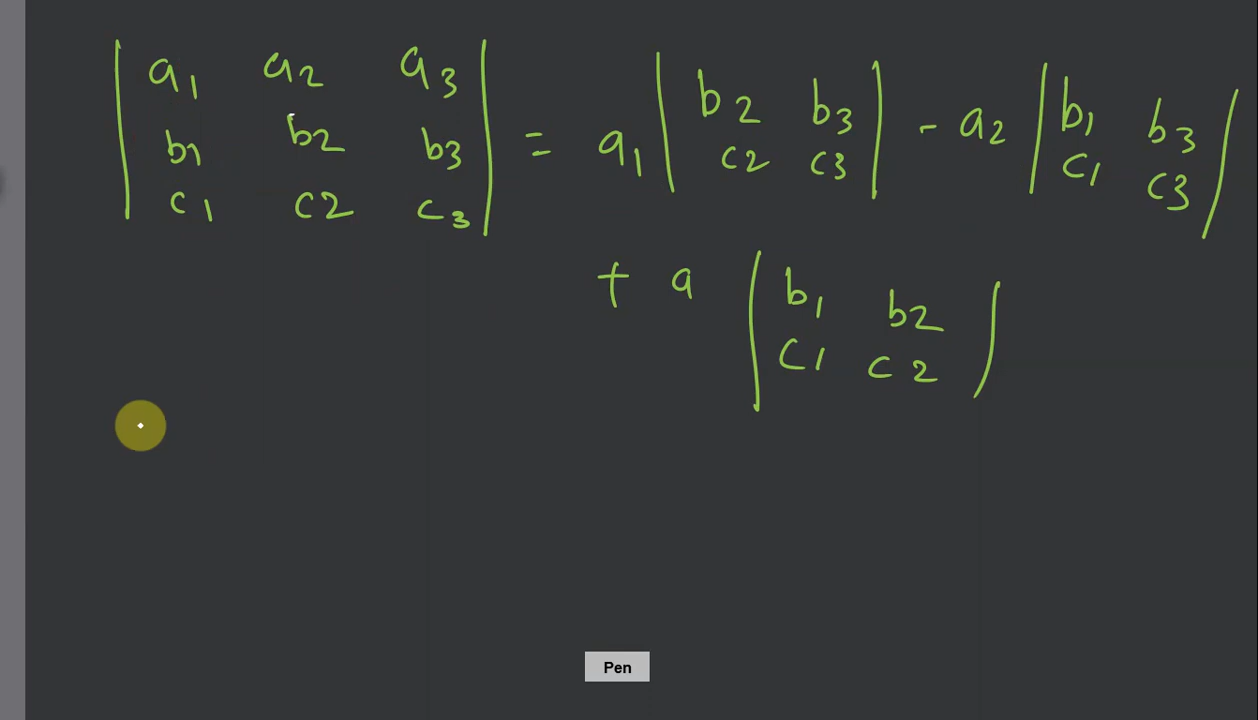 | a1 a2 a3 |
| b1 b2 b3 | = a1 | b2 b3 | - a2 | b1 b3 |
| c1 c2 c3 | | c2 c3 | | c1 c3 |
+ a | b1 b2 |
| c1 c2 |
Pen